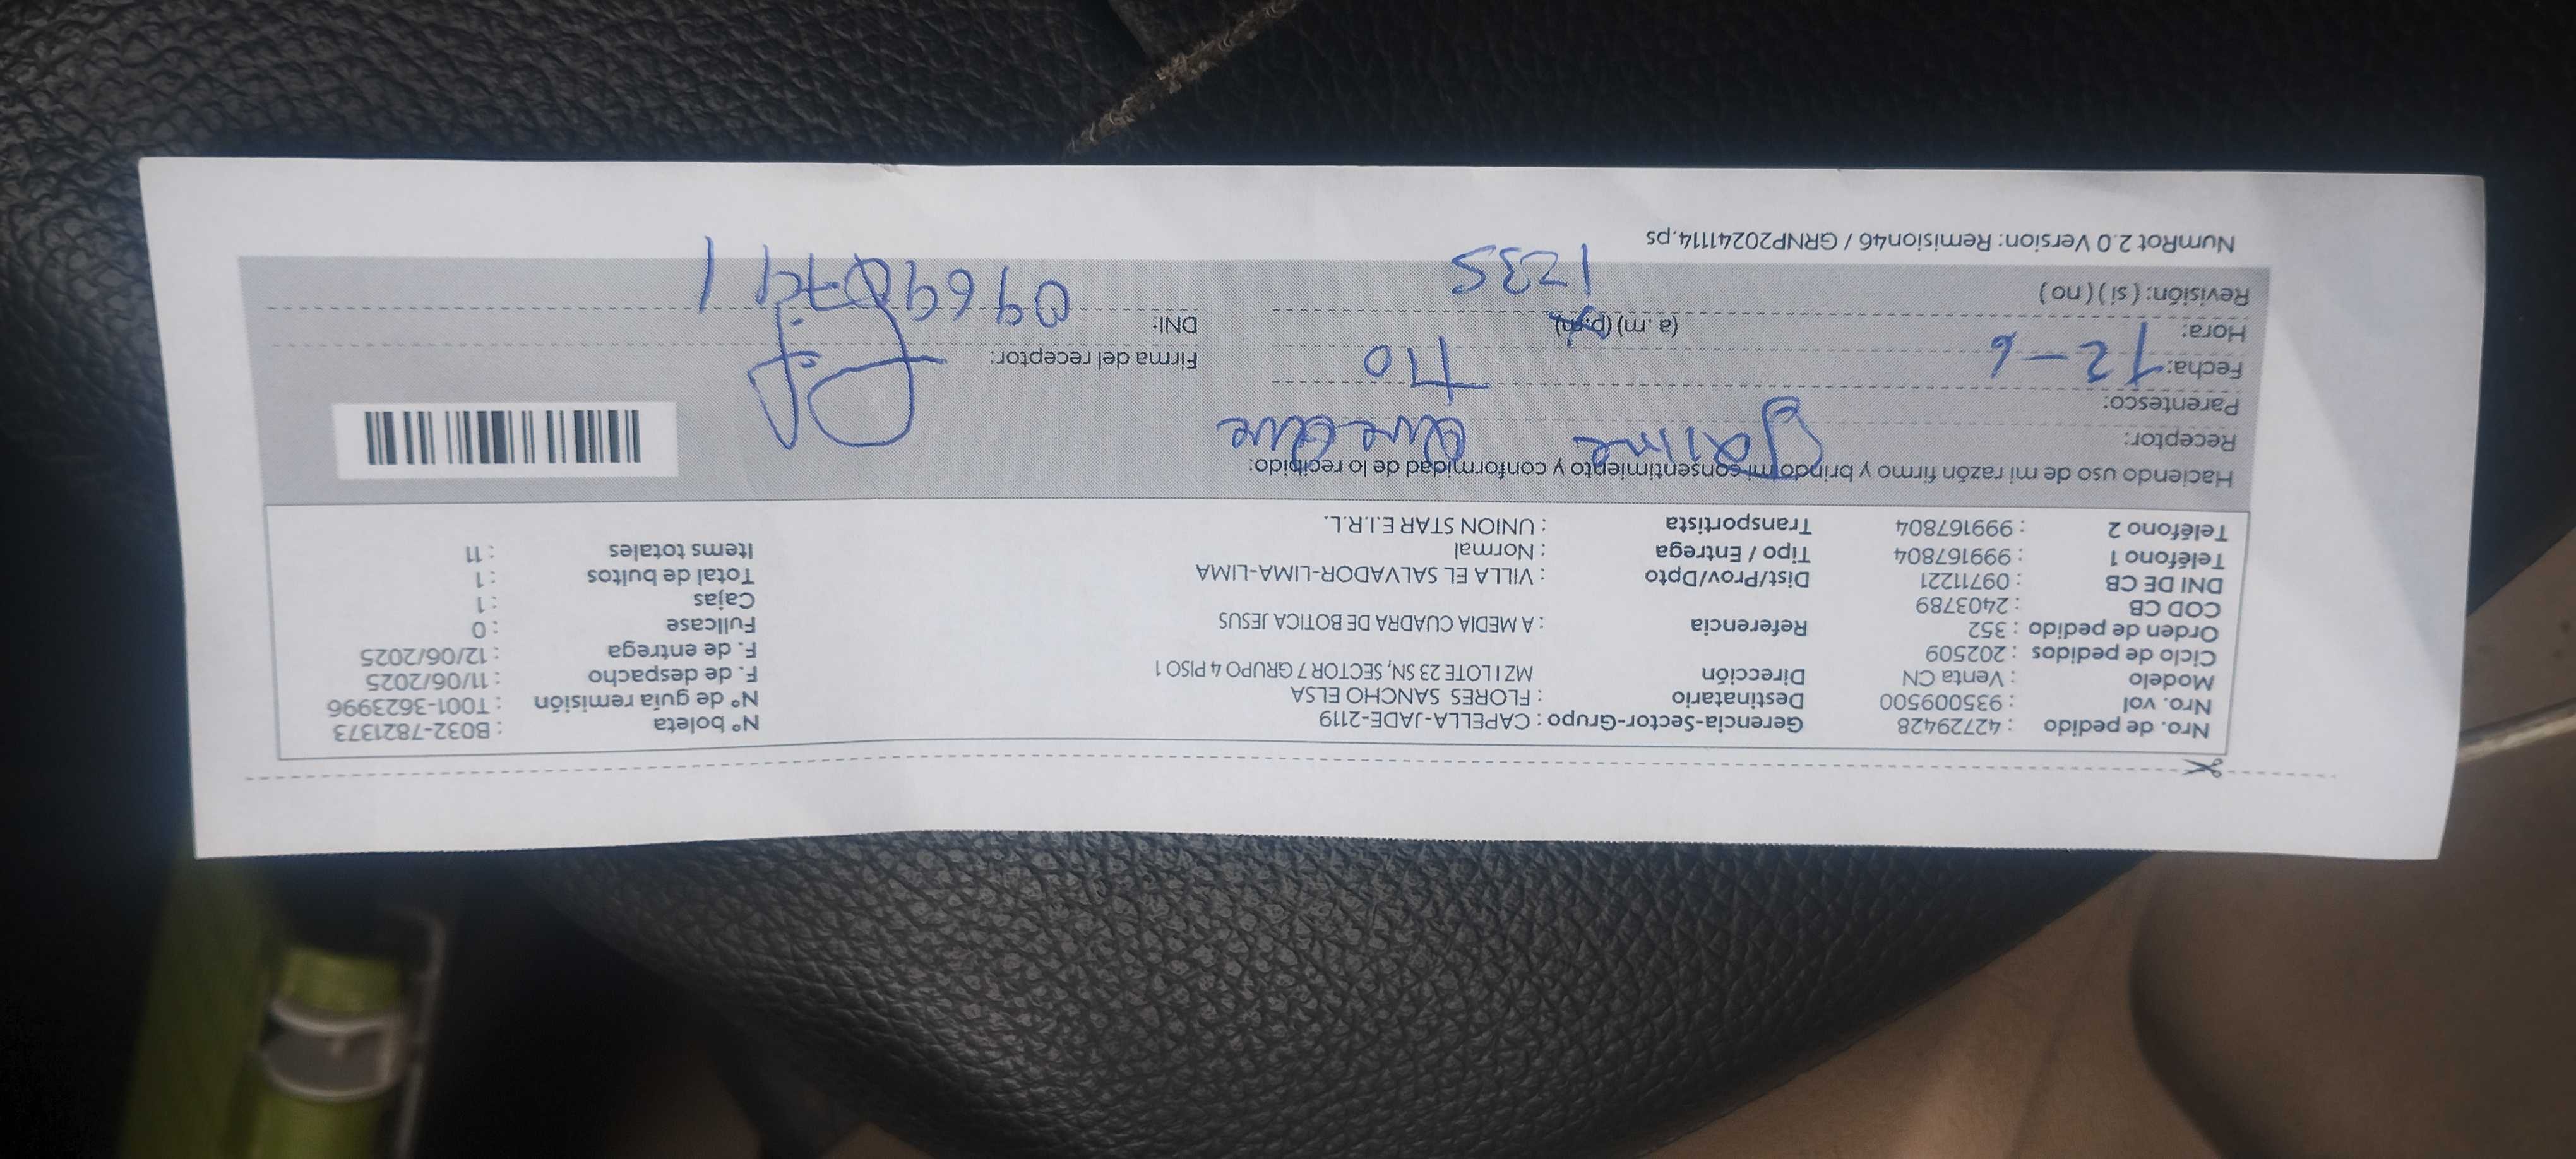 Nro. de pedido : 42729428 Gerencia-Sector-Grupo : CAPELLA-JADE-2119 N° boleta : B032-7821373
Nro. vol : 935009500 Destinatario : FLORES SANCHO ELSA N° de guía remisión : T001-3623996
Modelo : Venta CN Dirección MZ I LOTE 23 SN, SECTOR 7 GRUPO 4 PISO 1 F. de despacho : 11/06/2025
Ciclo de pedidos : 202509 F. de entrega : 12/06/2025
Orden de pedido : 352 Referencia : A MEDIA CUADRA DE BOTICA JESUS Fullcase : 0
COD CB : 2403789 Cajas : 1
DNI DE CB : 09711221 Dist/Prov/Dpto : VILLA EL SALVADOR-LIMA-LIMA Total de bultos : 1
Teléfono 1 : 999167804 Tipo / Entrega : Normal Items totales : 11
Teléfono 2 : 999167804 Transportista : UNION STAR E.I.R.L.
Haciendo uso de mi razón firmo y brindo mi consentimiento y conformidad de lo recibido:
Receptor: Jaime
Parentesco: TIO
Fecha: 12-6 Firma del receptor:
Hora: (a. m) (p.m) DNI:
1235
Revisión: ( si ) ( no )
NumRot 2.0 Version: Remision46 / GRNP20241114.ps